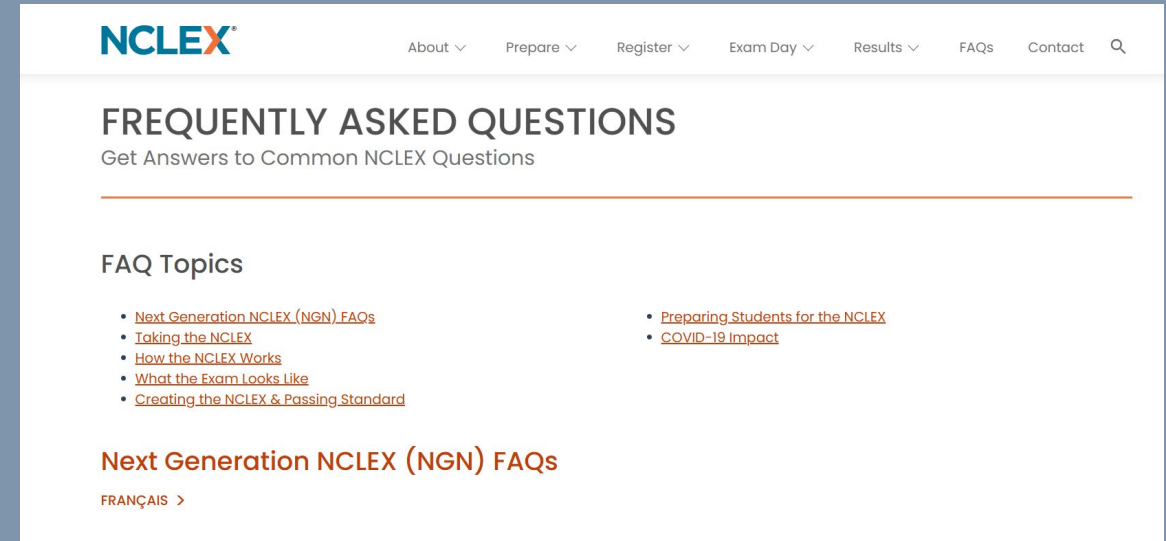 NCLEX®
About Prepare Register Exam Day Results FAQs Contact
FREQUENTLY ASKED QUESTIONS
Get Answers to Common NCLEX Questions
FAQ Topics
Next Generation NCLEX (NGN) FAQs
Taking the NCLEX
How the NCLEX Works
What the Exam Looks Like
Creating the NCLEX & Passing Standard
Preparing Students for the NCLEX
COVID-19 Impact
Next Generation NCLEX (NGN) FAQs
FRANÇAIS >